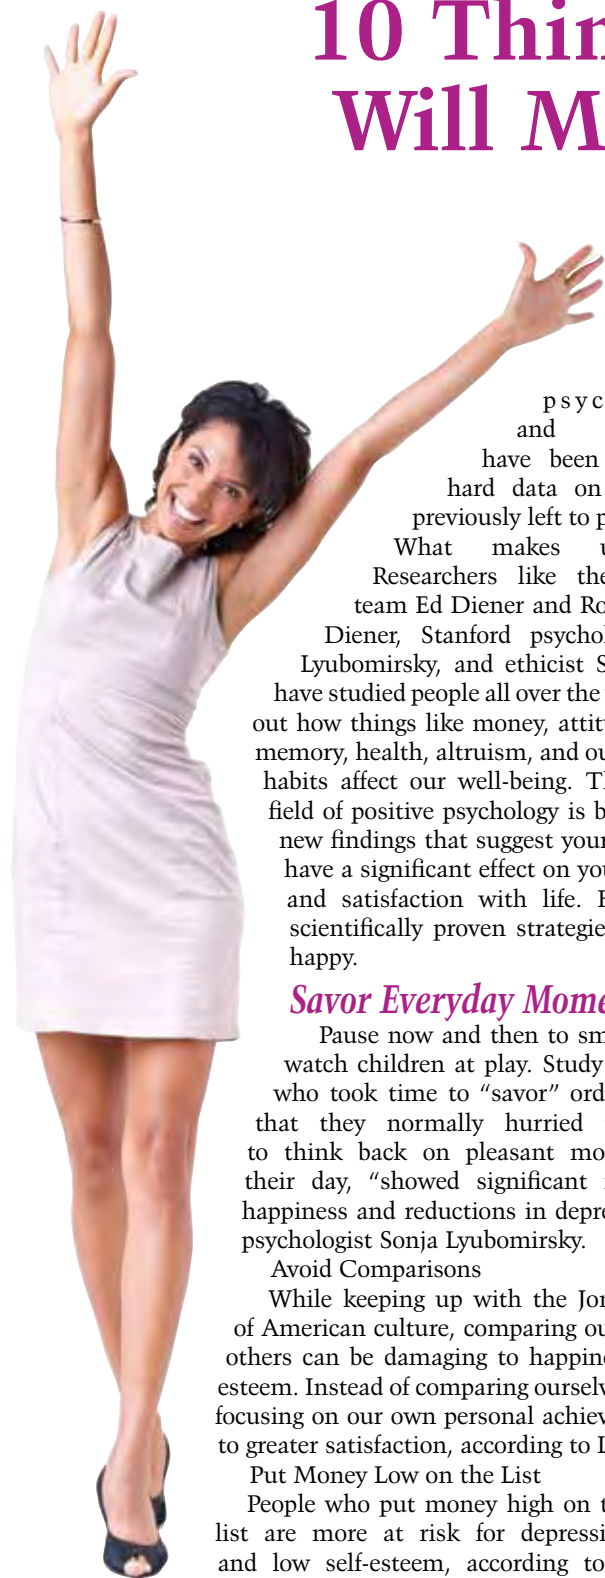 10 Thin
Will M
psyc
and
have been
hard data on
previously left to p
What makes u
Researchers like the
team Ed Diener and Ro
Diener, Stanford psychol
Lyubomirsky, and ethicist S
have studied people all over the
out how things like money, attit
memory, health, altruism, and ou
habits affect our well-being. Th
field of positive psychology is b
new findings that suggest your
have a significant effect on you
and satisfaction with life. H
scientifically proven strategie
happy.
Savor Everyday Mome
Pause now and then to sm
watch children at play. Study
who took time to “savor” ord
that they normally hurried
to think back on pleasant mo
their day, “showed significant i
happiness and reductions in depre
psychologist Sonja Lyubomirsky.
Avoid Comparisons
While keeping up with the Jon
of American culture, comparing ou
others can be damaging to happine
esteem. Instead of comparing ourselv
focusing on our own personal achiev
to greater satisfaction, according to L
Put Money Low on the List
People who put money high on t
list are more at risk for depressi
and low self-esteem, according to